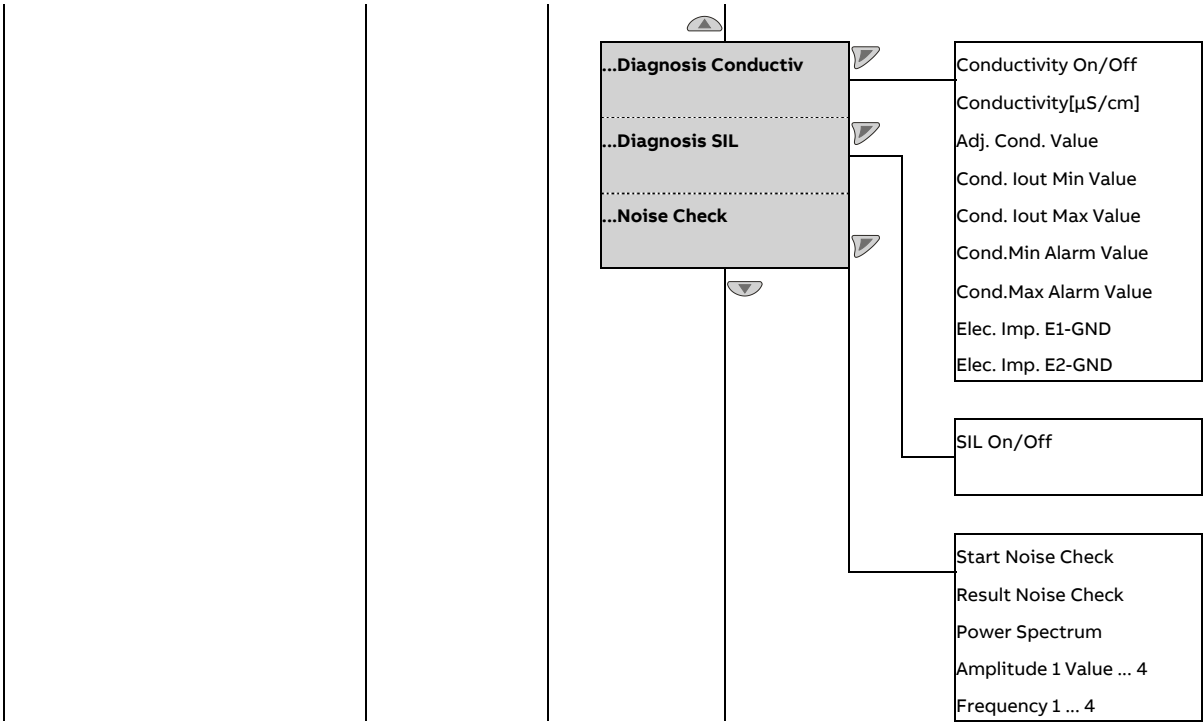 ...Diagnosis Conductiv
...Diagnosis SIL
...Noise Check
Conductivity On/Off
Conductivity[µS/cm]
Adj. Cond. Value
Cond. Iout Min Value
Cond. Iout Max Value
Cond.Min Alarm Value
Cond.Max Alarm Value
Elec. Imp. E1-GND
Elec. Imp. E2-GND
SIL On/Off
Start Noise Check
Result Noise Check
Power Spectrum
Amplitude 1 Value ... 4
Frequency 1 ... 4